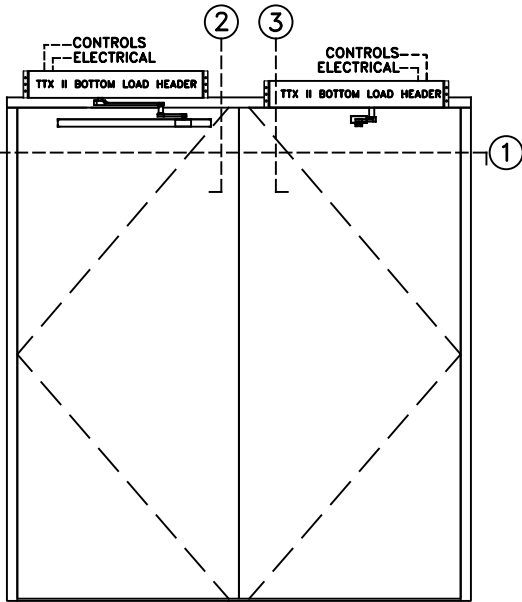 2
3
CONTROLS
ELECTRICAL
TTX II BOTTOM LOAD HEADER
CONTROLS
ELECTRICAL
TTX II BOTTOM LOAD HEADER
1